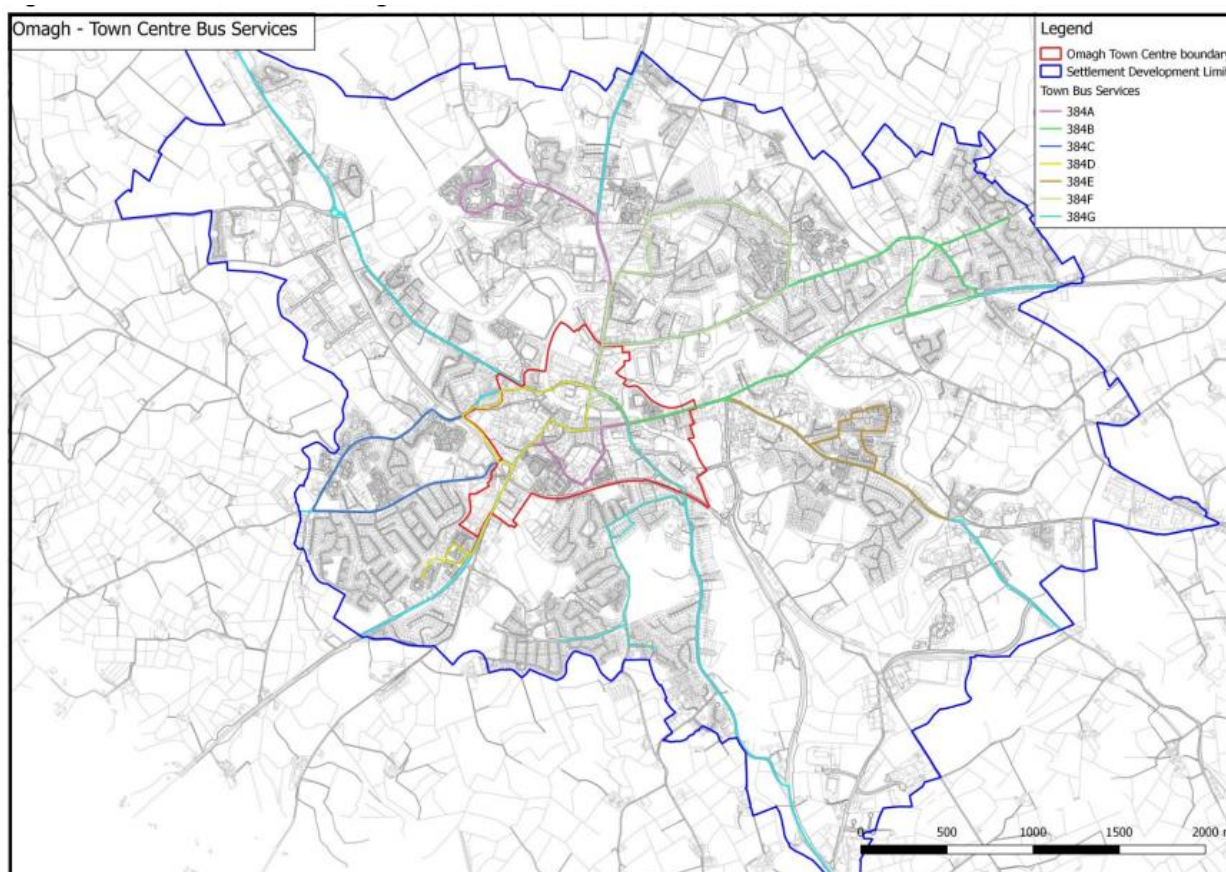 Omagh - Town Centre Bus Services
Legend
Omagh Town Centre boundary
Settlement Development Limi
Town Bus Services
384A
384B
384C
384D
384E
384F
384G
0 500 1000 1500 2000 m